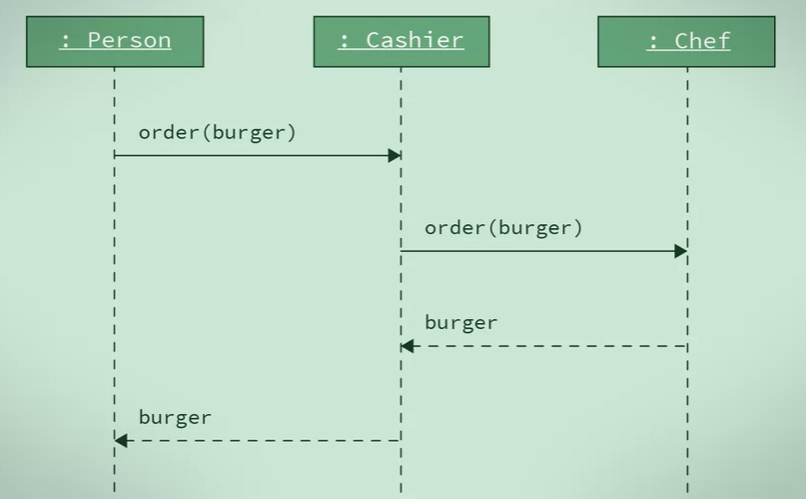 : Person
: Cashier
: Chef
order(burger)
order(burger)
burger
burger